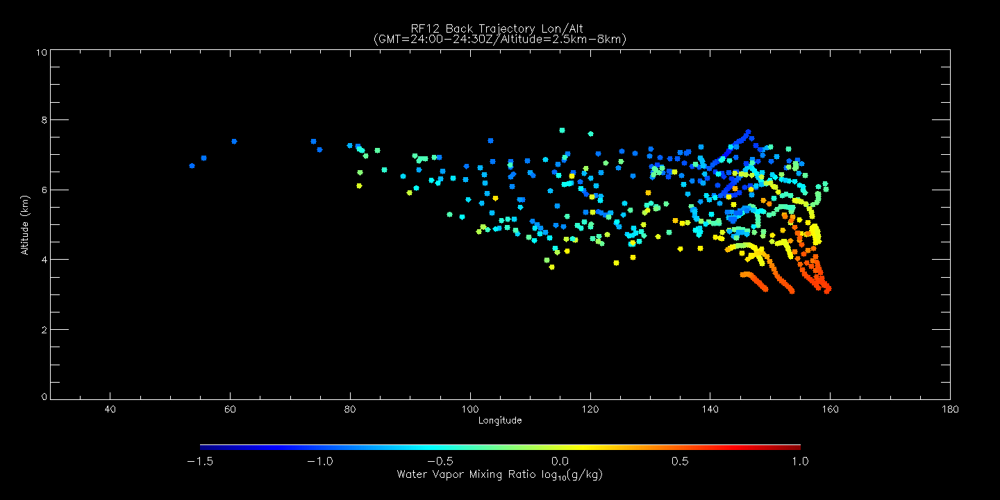 RF12 Back Trajectory Lon/Alt
(GMT=24:00-24:30Z/Altitude=2.5km-8km)
10
8
6
4
2
0
Altitude (km)
40 60 80 100 120 140 160 180
Longitude
-1.5 -1.0 -0.5 0.0 0.5 1.0
Water Vapor Mixing Ratio log10(g/kg)